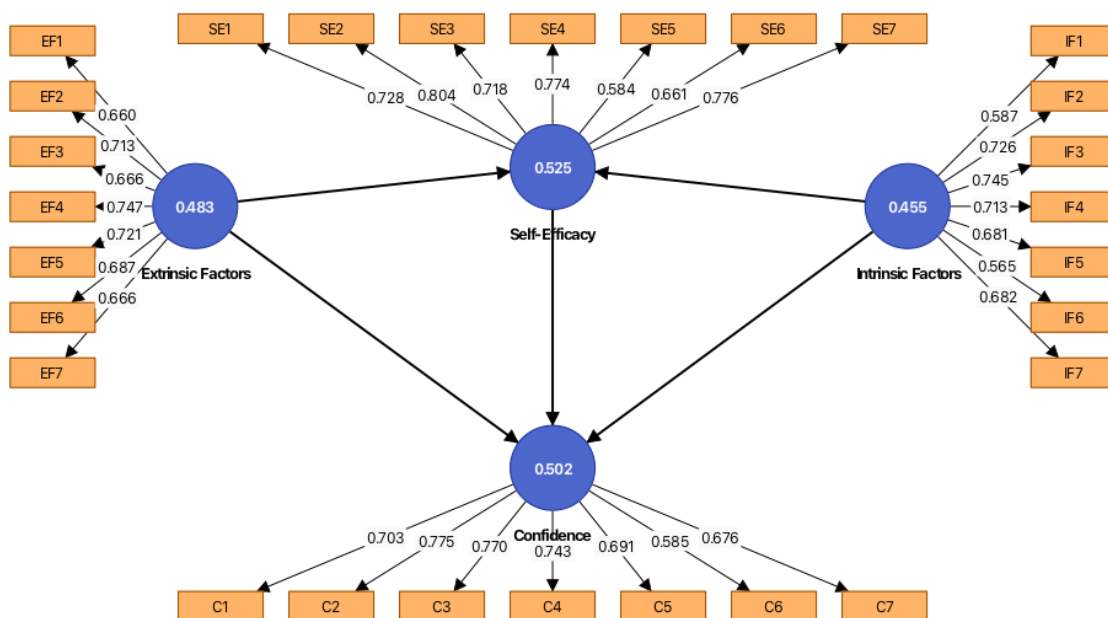 SE1 SE2 SE3 SE4 SE5 SE6 SE7
EF1
EF2
EF3
EF4
EF5
EF6
EF7
IF1
IF2
IF3
IF4
IF5
IF6
IF7
0.728 0.804 0.718 0.774 0.584 0.661 0.776
0.660
0.713
0.666
0.747
0.721
0.687
0.666
0.587
0.726
0.745
0.713
0.681
0.565
0.682
0.525
Self-Efficacy
0.483
Extrinsic Factors
0.455
Intrinsic Factors
0.502
Confidence
0.703 0.775 0.770 0.743 0.691 0.585 0.676
C1 C2 C3 C4 C5 C6 C7